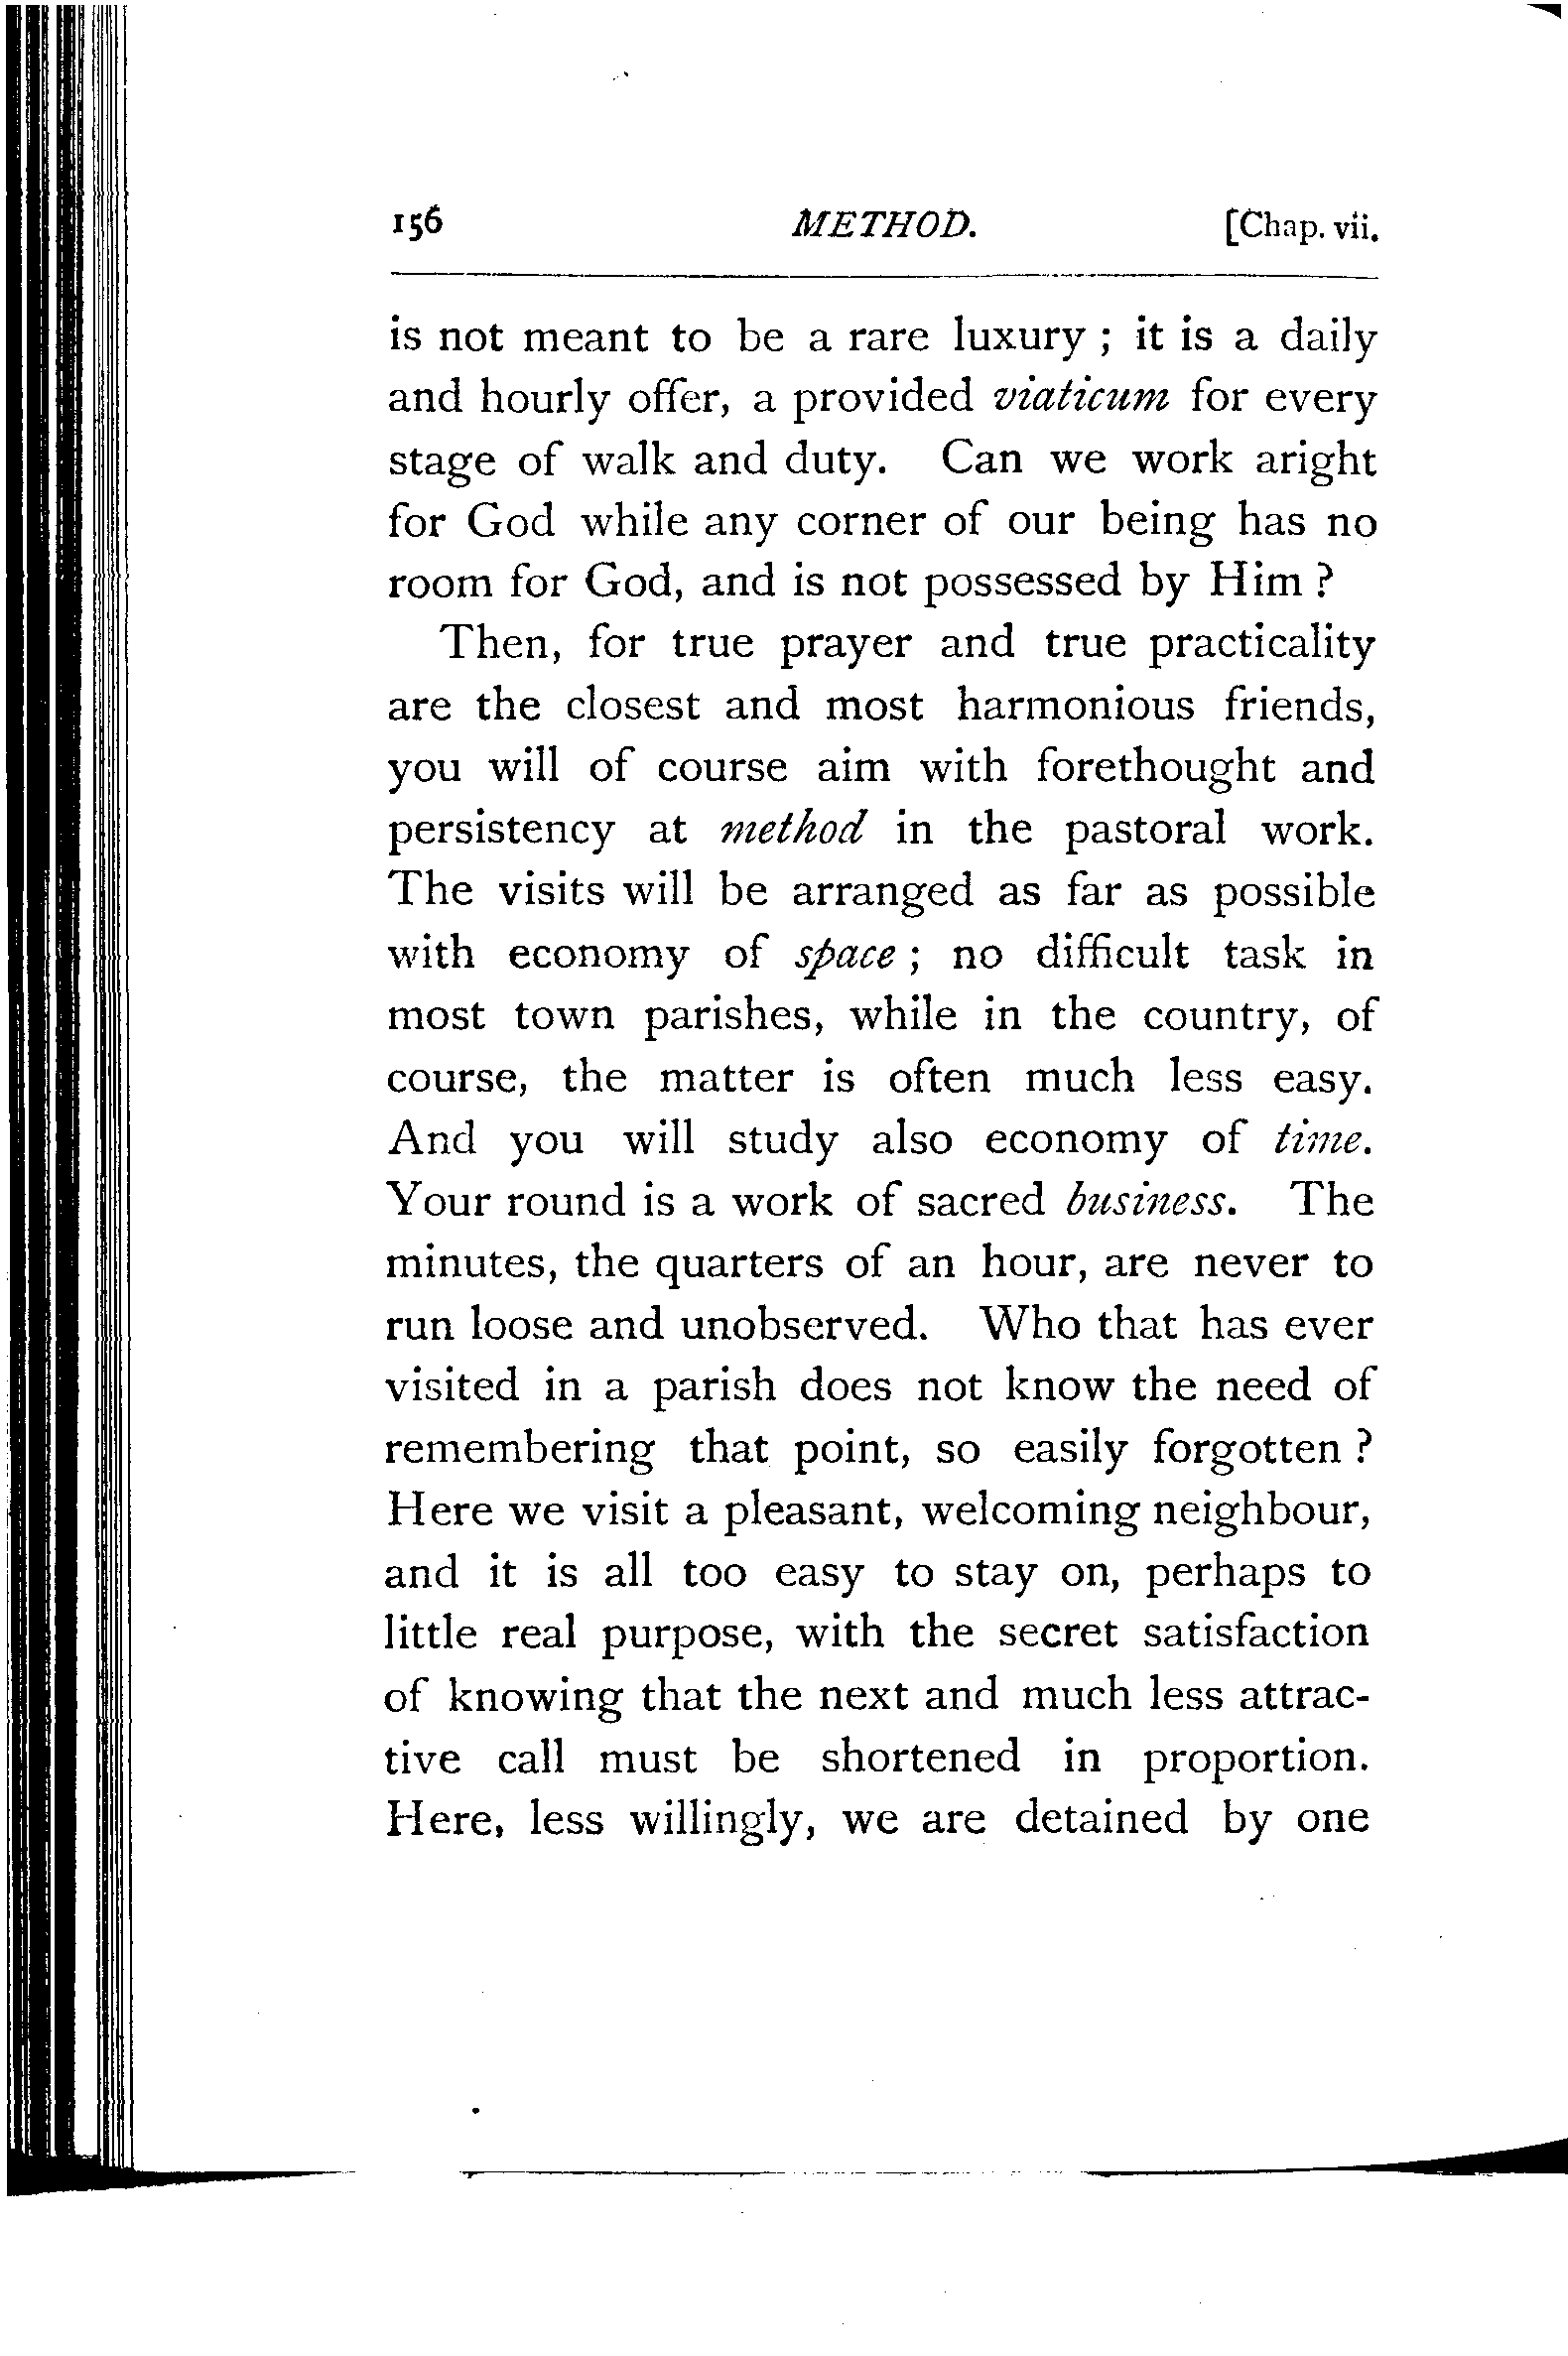 156 METHOD. [Chap. vii.
is not meant to be a rare luxury ; it is a daily
and hourly offer, a provided viaticum for every
stage of walk and duty. Can we work aright
for God while any corner of our being has no
room for God, and is not possessed by Him ?
Then, for true prayer and true practicality
are the closest and most harmonious friends,
you will of course aim with forethought and
persistency at method in the pastoral work.
The visits will be arranged as far as possible
with economy of space ; no difficult task in
most town parishes, while in the country, of
course, the matter is often much less easy.
And you will study also economy of time.
Your round is a work of sacred business. The
minutes, the quarters of an hour, are never to
run loose and unobserved. Who that has ever
visited in a parish does not know the need of
remembering that point, so easily forgotten ?
Here we visit a pleasant, welcoming neighbour,
and it is all too easy to stay on, perhaps to
little real purpose, with the secret satisfaction
of knowing that the next and much less attrac-
tive call must be shortened in proportion.
Here, less willingly, we are detained by one